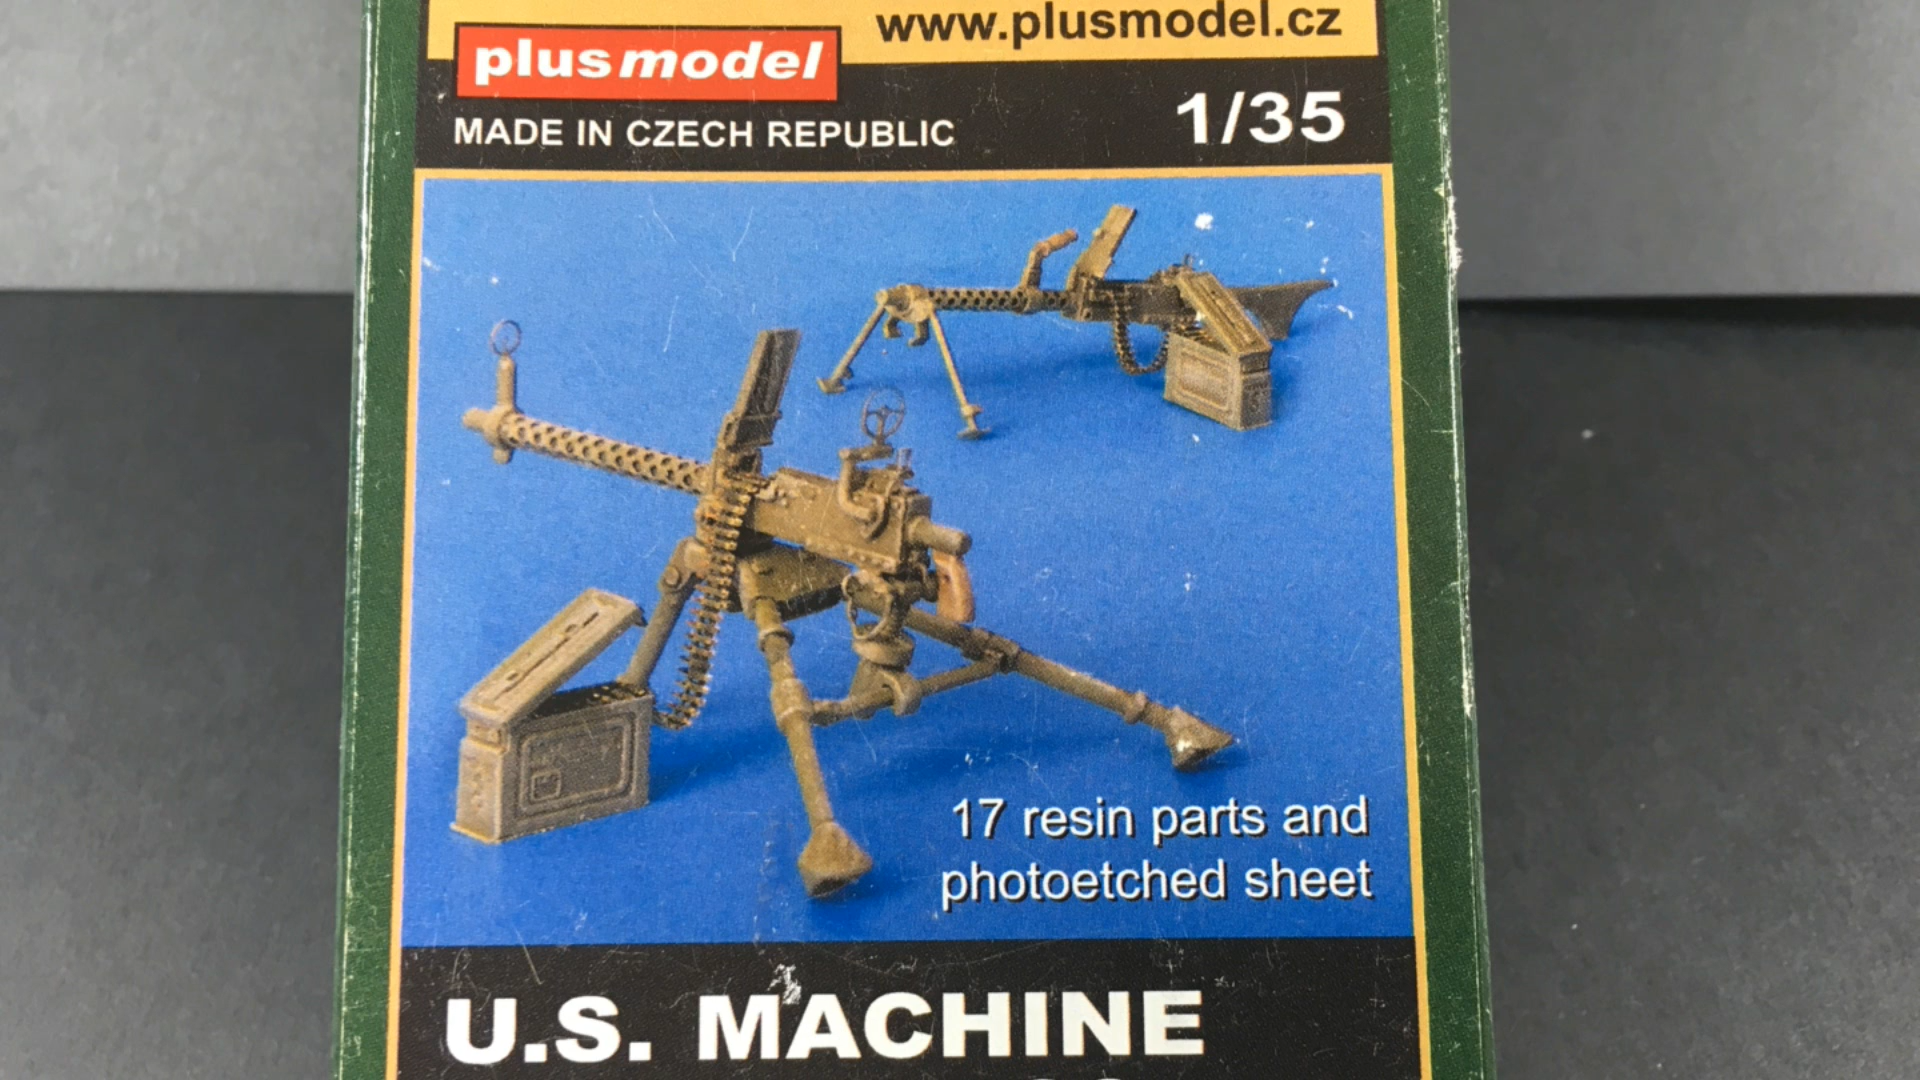 www.plusmodel.cz
plusmodel
MADE IN CZECH REPUBLIC
1/35
17 resin parts and
photoetched sheet
U.S. MACHINE